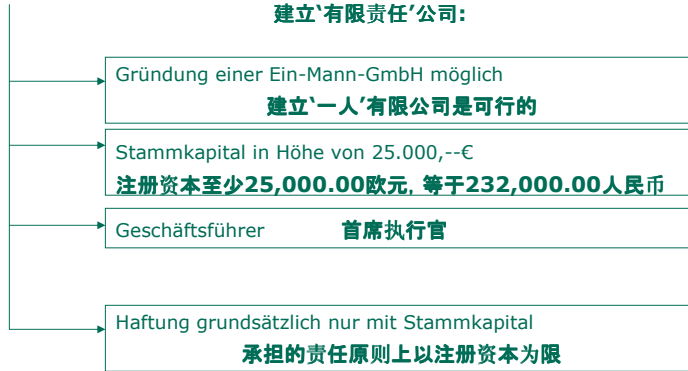 建立‘有限责任’公司:
Gründung einer Ein-Mann-GmbH möglich
建立‘一人’有限公司是可行的
Stammkapital in Höhe von 25.000,--€
注册资本至少25,000.00欧元, 等于232,000.00人民币
Geschäftsführer 首席执行官
Haftung grundsätzlich nur mit Stammkapital
承担的责任原则上以注册资本为限